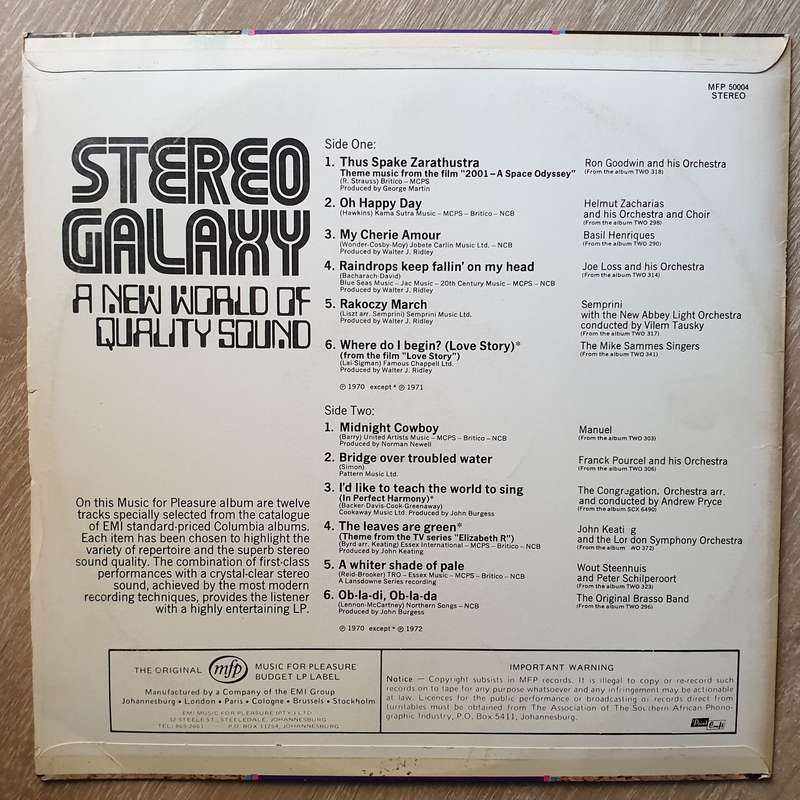 MFP 50004
STEREO
STEREO
GALAXY
A NEW WORLD OF
QUALITY SOUND
Side One:
1. Thus Spake Zarathustra
Theme music from the film "2001–A Space Odyssey"
(R. Strauss) Britico – MCPS
Produced by George Martin
Ron Goodwin and his Orchestra
(From the album TWO 318)
2. Oh Happy Day
(Hawkins) Kama Sutra Music – MCPS – Britico – NCB
Helmut Zacharias
and his Orchestra and Choir
(From the album TWO 298)
3. My Cherie Amour
(Wonder-Cosby-Moy) Jobete Carlin Music Ltd. – NCB
Produced by Walter J. Ridley
Basil Henriques
(From the album TWO 290)
4. Raindrops keep fallin' on my head
(Bacharach-David)
Blue Seas Music – Jac Music – 20th Century Music – MCPS – NCB
Produced by Walter J. Ridley
Joe Loss and his Orchestra
(From the album TWO 314)
5. Rakoczy March
(Liszt arr. Semprini) Semprini Music Ltd.
Produced by Walter J. Ridley
Semprini
with the New Abbey Light Orchestra
conducted by Vilem Tausky
(From the album TWO 317)
6. Where do I begin? (Love Story)*
(from the film "Love Story")
(Lai-Sigman) Famous Chappell Ltd.
Produced by Walter J. Ridley
The Mike Sammes Singers
(From the album TWO 341)
℗ 1970 except * ℗ 1971
Side Two:
1. Midnight Cowboy
(Barry) United Artists Music – MCPS – Britico – NCB
Produced by Norman Newell
Manuel
(From the album TWO 303)
2. Bridge over troubled water
(Simon)
Pattern Music Ltd.
Franck Pourcel and his Orchestra
(From the album TWO 306)
3. I'd like to teach the world to sing
(In Perfect Harmony)*
(Backer-Davis-Cook-Greenaway)
Cookaway Music Ltd. Produced by John Burgess
The Congregation. Orchestra arr.
and conducted by Andrew Pryce
(From the album SCX 6490)
4. The leaves are green*
(Theme from the TV series "Elizabeth R")
(Byrd arr. Keating) Essex International – MCPS – Britico – NCB
Produced by John Keating
John Keati g
and the Lor don Symphony Orchestra
(From the album WO 372)
5. A whiter shade of pale
(Reid-Brooker) TRO – Essex Music – MCPS – Britico – NCB
A Lansdowne Series recording
Wout Steenhuis
and Peter Schilperoort
(From the album TWO 323)
6. Ob-la-di, Ob-la-da
(Lennon-McCartney) Northern Songs – NCB
Produced by John Burgess
The Original Brasso Band
(From the album TWO 296)
℗ 1970 except * ℗ 1972
On this Music for Pleasure album are twelve
tracks specially selected from the catalogue
of EMI standard-priced Columbia albums.
Each item has been chosen to highlight the
variety of repertoire and the superb stereo
sound quality. The combination of first-class
performances with a crystal-clear stereo
sound, achieved by the most modern
recording techniques, provides the listener
with a highly entertaining LP.
THE ORIGINAL mfp MUSIC FOR PLEASURE
BUDGET LP LABEL
Manufactured by a Company of the EMI Group
Johannesburg • London • Paris • Cologne • Brussels • Stockholm
EMI MUSIC FOR PLEASURE (PTY.) LTD.
12 STEELE ST., STEELEDALE, JOHANNESBURG
P.O. BOX 11254, JOHANNESBURG
IMPORTANT WARNING
Notice — Copyright subsists in MFP records. It is illegal to copy or re-record such
records on to tape for any purpose whatsoever and any infringement may be actionable
at law. Licences for the public performance or broadcasting of records direct from
turntables must be obtained from The Association of The Southern African Phono-
graphic Industry, P.O. Box 5411, Johannesburg.